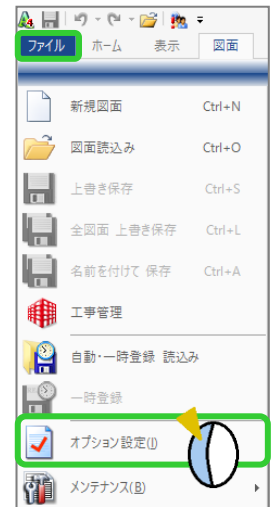 ファイル ホーム 表示 図面
新規図面 Ctrl+N
図面読込み Ctrl+O
上書き保存 Ctrl+S
全図面 上書き保存 Ctrl+L
名前を付けて 保存 Ctrl+A
工事管理
自動・一時登録 読込み
一時登録
オプション設定(I)
メンテナンス(B)